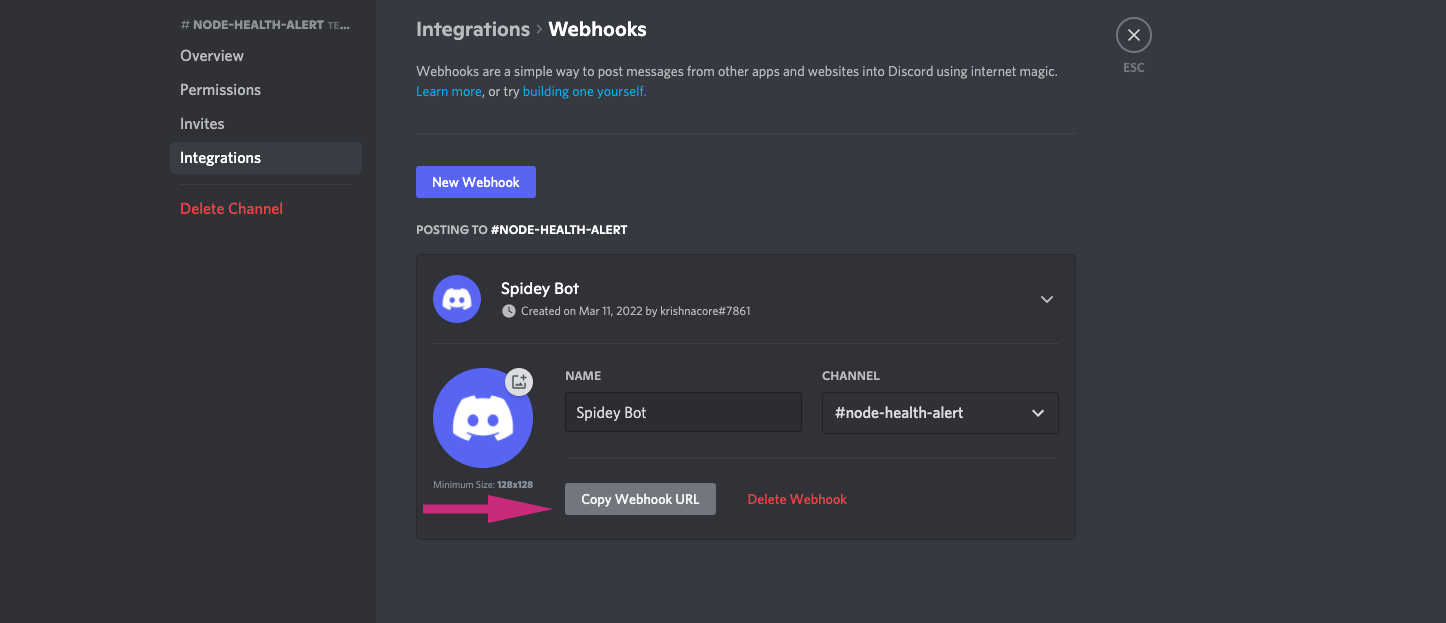 # NODE-HEALTH-ALERT TE...
Overview
Permissions
Invites
Integrations
Delete Channel
Integrations › Webhooks
ESC
Webhooks are a simple way to post messages from other apps and websites into Discord using internet magic.
Learn more, or try building one yourself.
New Webhook
POSTING TO #NODE-HEALTH-ALERT
Spidey Bot
Created on Mar 11, 2022 by krishnacore#7861
Minimum Size: 128x128
NAME
Spidey Bot
CHANNEL
#node-health-alert
Copy Webhook URL
Delete Webhook